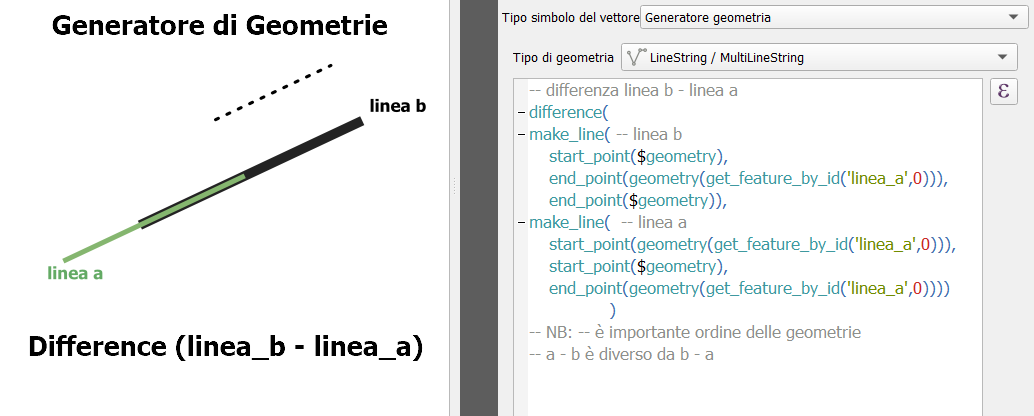 Generatore di Geometrie
linea b
linea a
Difference (linea_b - linea_a)
Tipo simbolo del vettore Generatore geometria
Tipo di geometria LineString / MultiLineString
-- differenza linea b - linea a
difference(
make_line( -- linea b
start_point($geometry),
end_point(geometry(get_feature_by_id('linea_a',0))),
end_point($geometry)),
make_line(  -- linea a
start_point(geometry(get_feature_by_id('linea_a',0))),
start_point($geometry),
end_point(geometry(get_feature_by_id('linea_a',0))))
)
-- NB: -- è importante ordine delle geometrie
-- a - b è diverso da b - a
ε